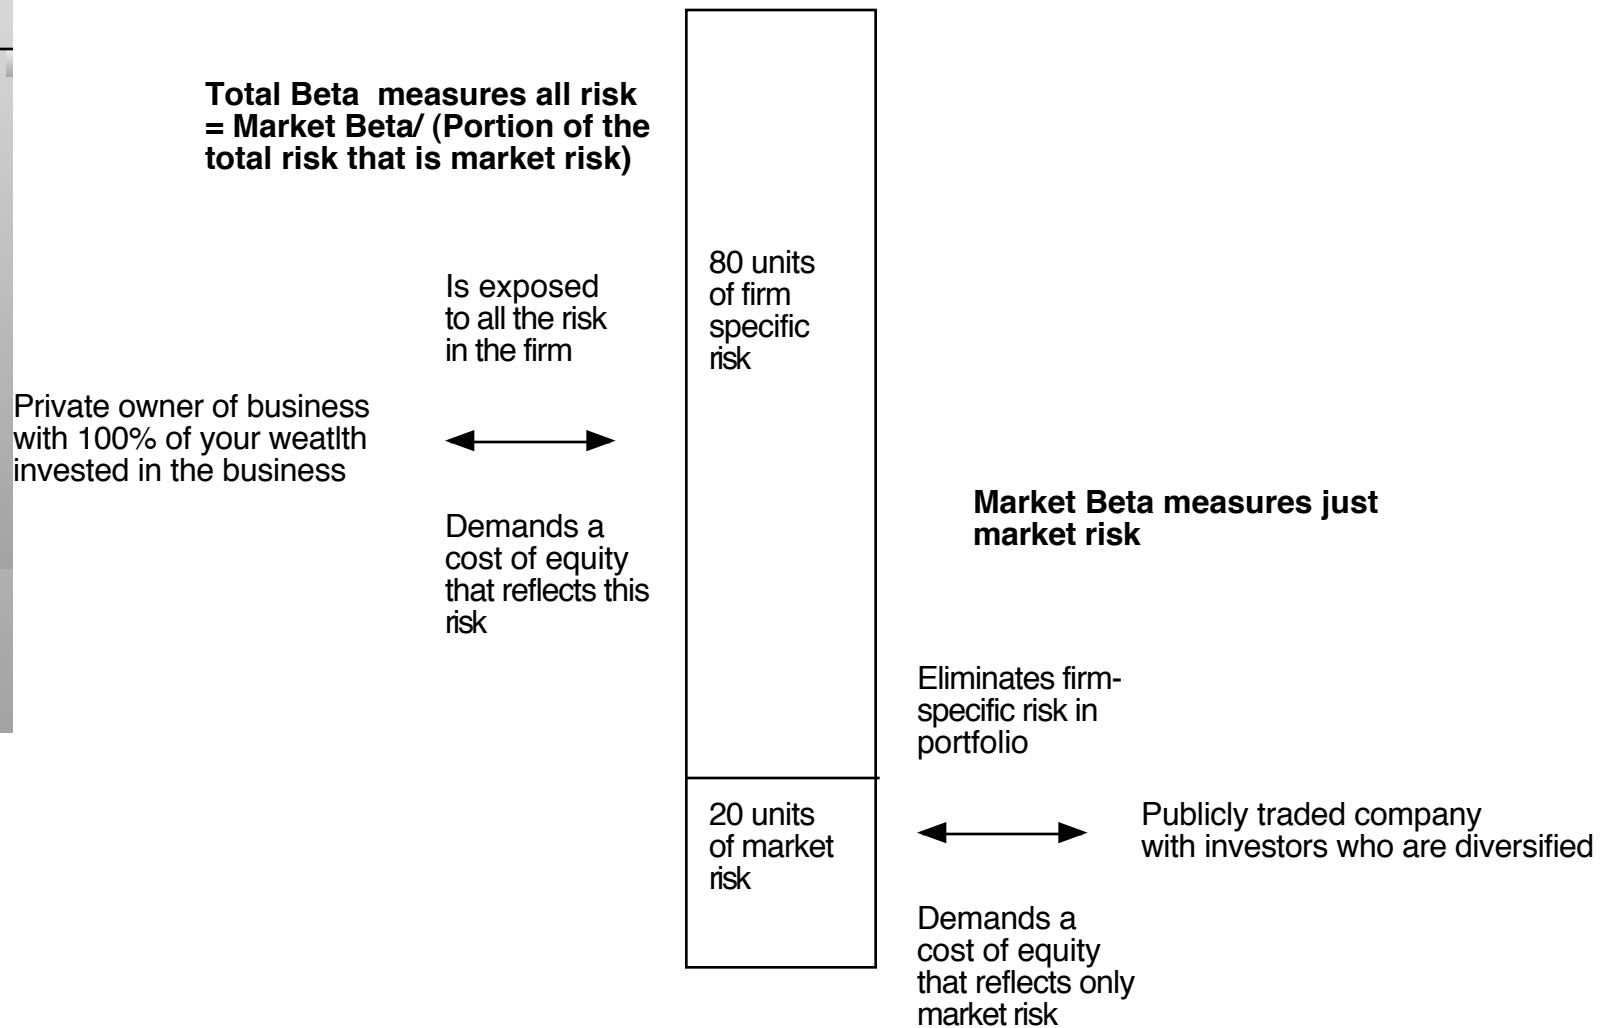 Total Beta  measures all risk
= Market Beta/ (Portion of the
total risk that is market risk)
80 units
of firm
specific
risk
Is exposed
to all the risk
in the firm
Private owner of business
with 100% of your weatlth
invested in the business
Demands a
cost of equity
that reflects this
risk
Market Beta measures just
market risk
Eliminates firm-
specific risk in
portfolio
20 units
of market
risk
Publicly traded company
with investors who are diversified
Demands a
cost of equity
that reflects only
market risk